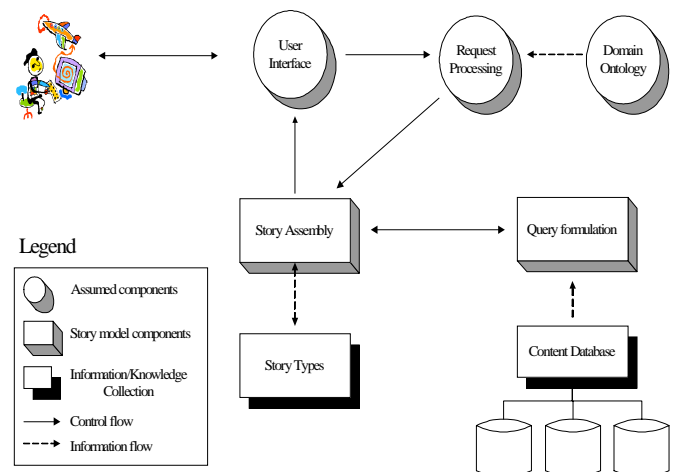 User
Interface
Request
Processing
Domain
Ontology
Story Assembly
Query formulation
Legend
Assumed components
Story model components
Information/Knowledge
Collection
Control flow
Information flow
Story Types
Content Database